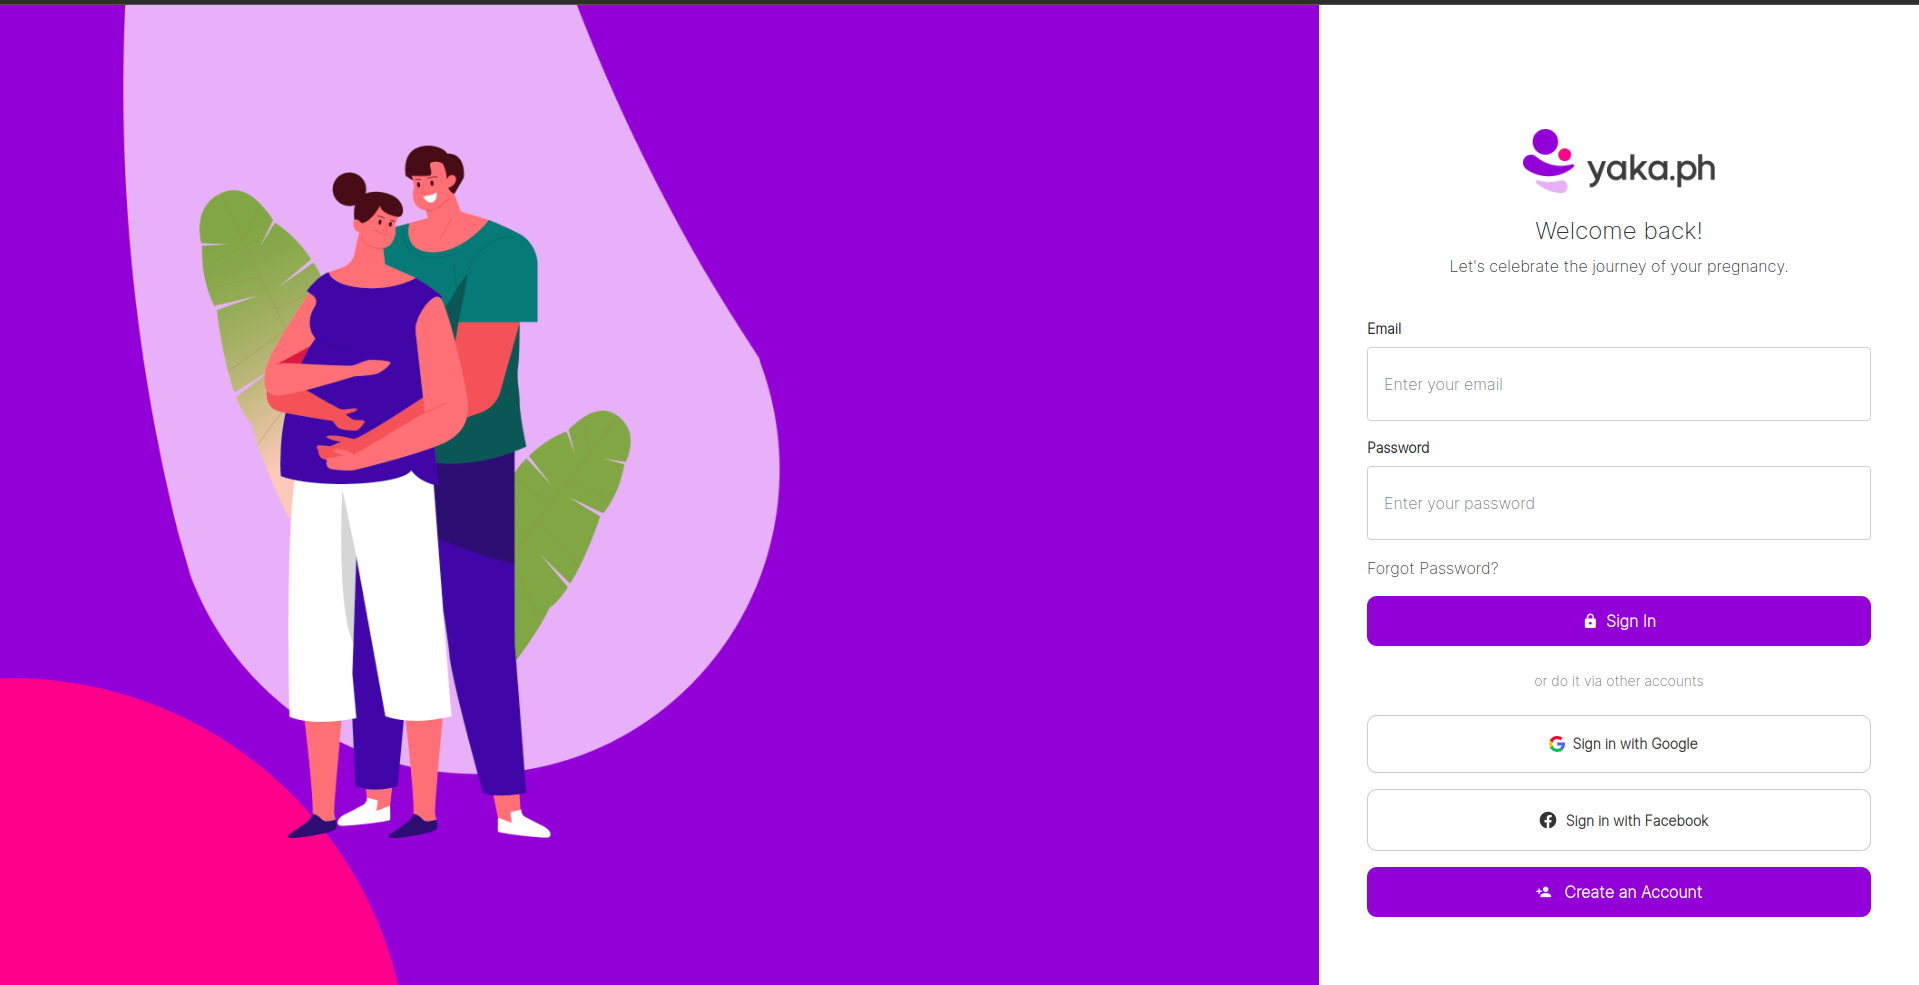 yaka.ph
Welcome back!
Let's celebrate the journey of your pregnancy.
Email
Enter your email
Password
Enter your password
Forgot Password?
Sign In
or do it via other accounts
Sign in with Google
Sign in with Facebook
Create an Account